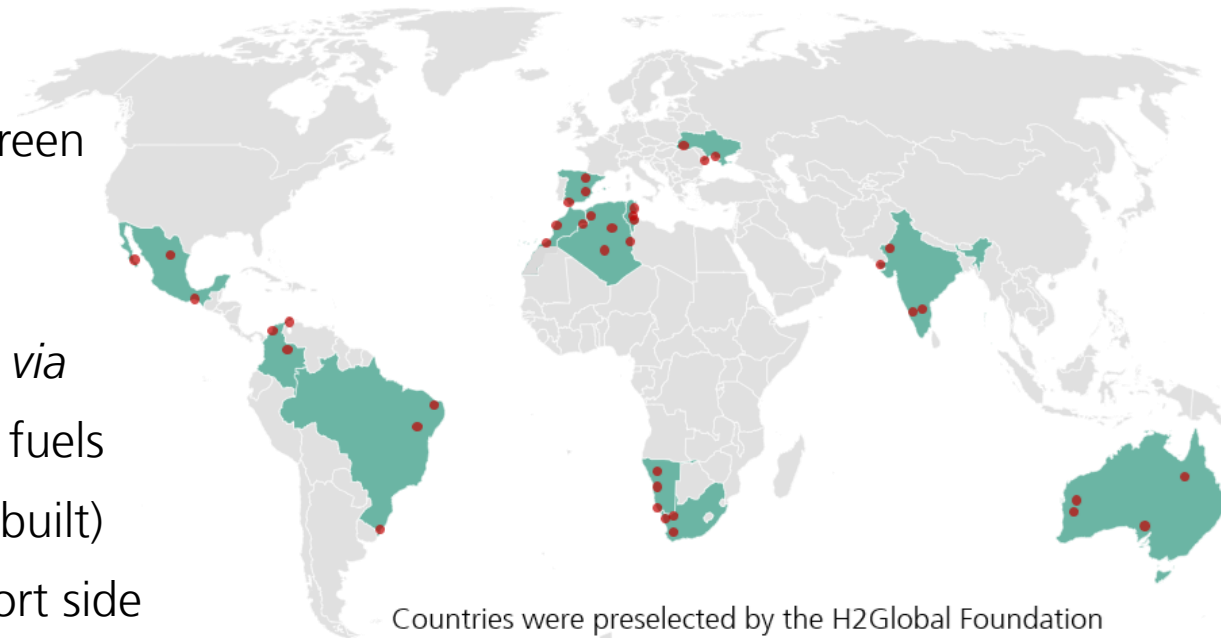 reen
via
fuels
built)
ort side
Countries were preselected by the H2Global Foundation